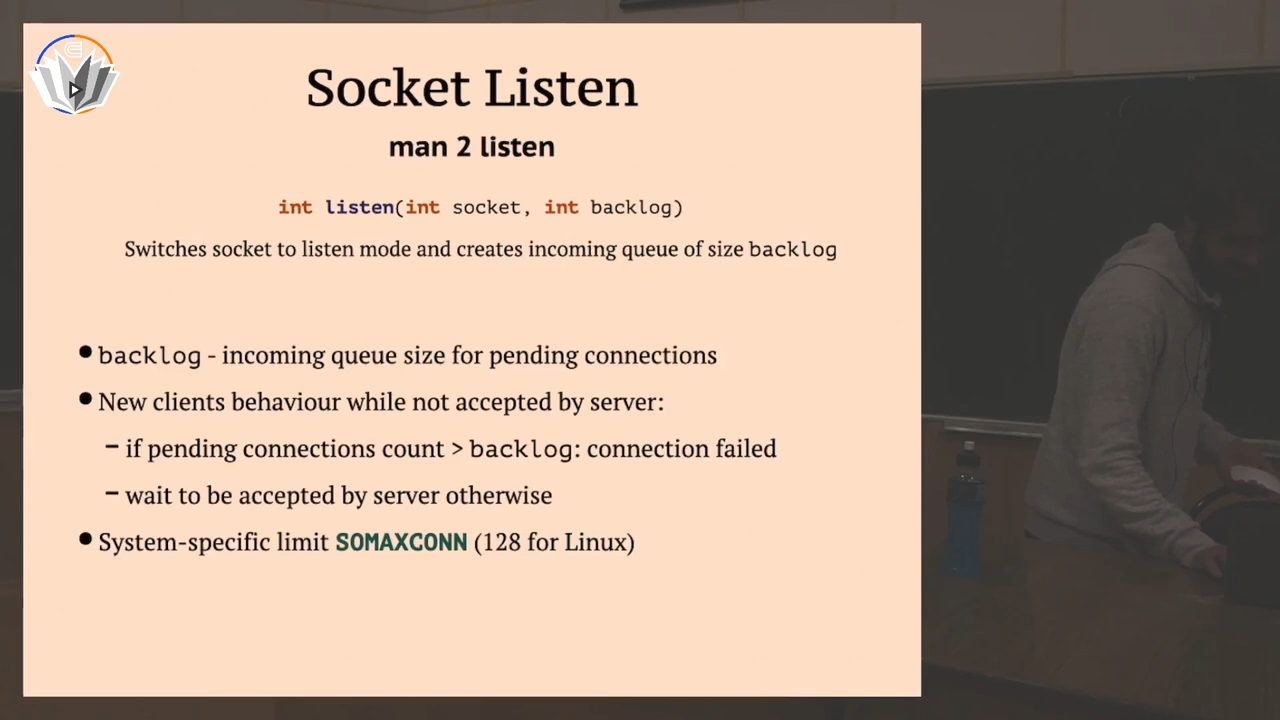 Socket Listen
man 2 listen
int listen(int socket, int backlog)
Switches socket to listen mode and creates incoming queue of size backlog
● backlog - incoming queue size for pending connections
● New clients behaviour while not accepted by server:
– if pending connections count > backlog: connection failed
– wait to be accepted by server otherwise
● System-specific limit SOMAXCONN (128 for Linux)